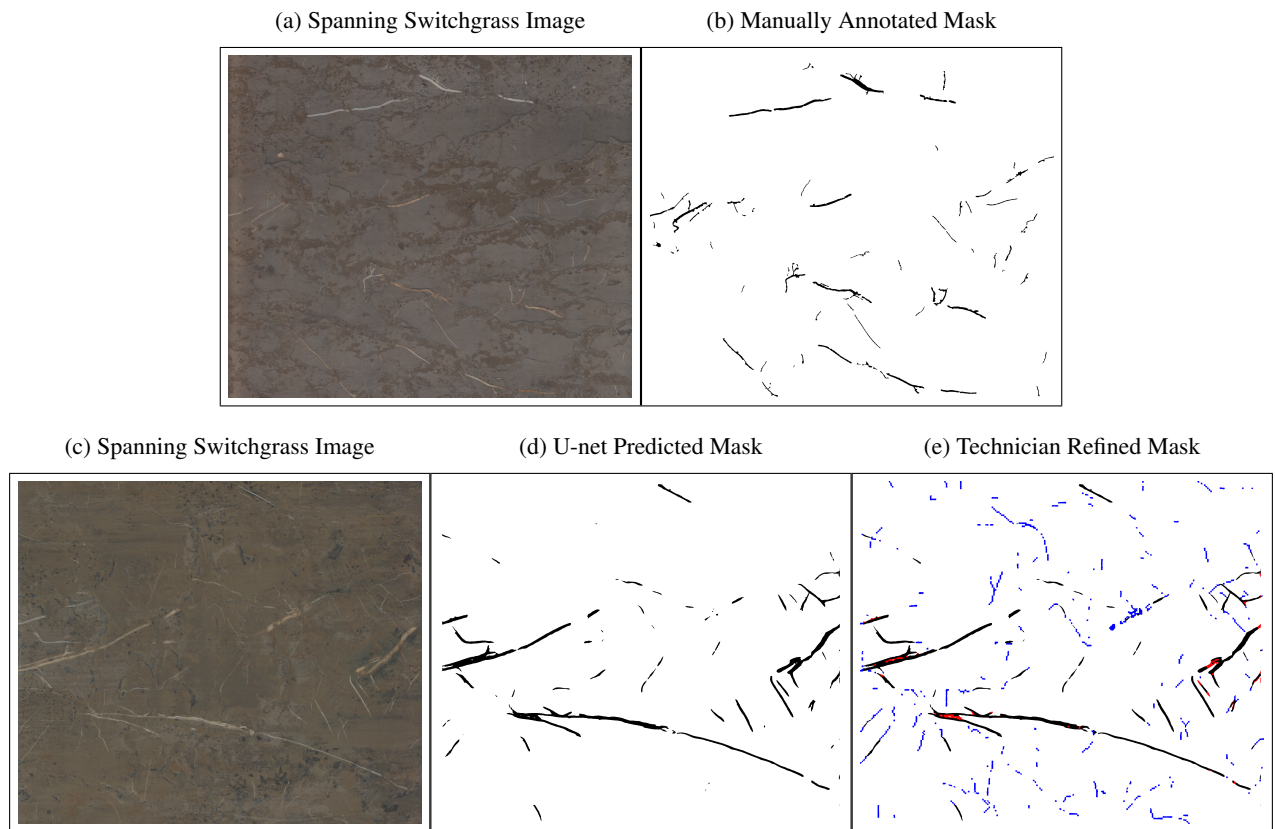 (a) Spanning Switchgrass Image
(b) Manually Annotated Mask
(c) Spanning Switchgrass Image
(d) U-net Predicted Mask
(e) Technician Refined Mask